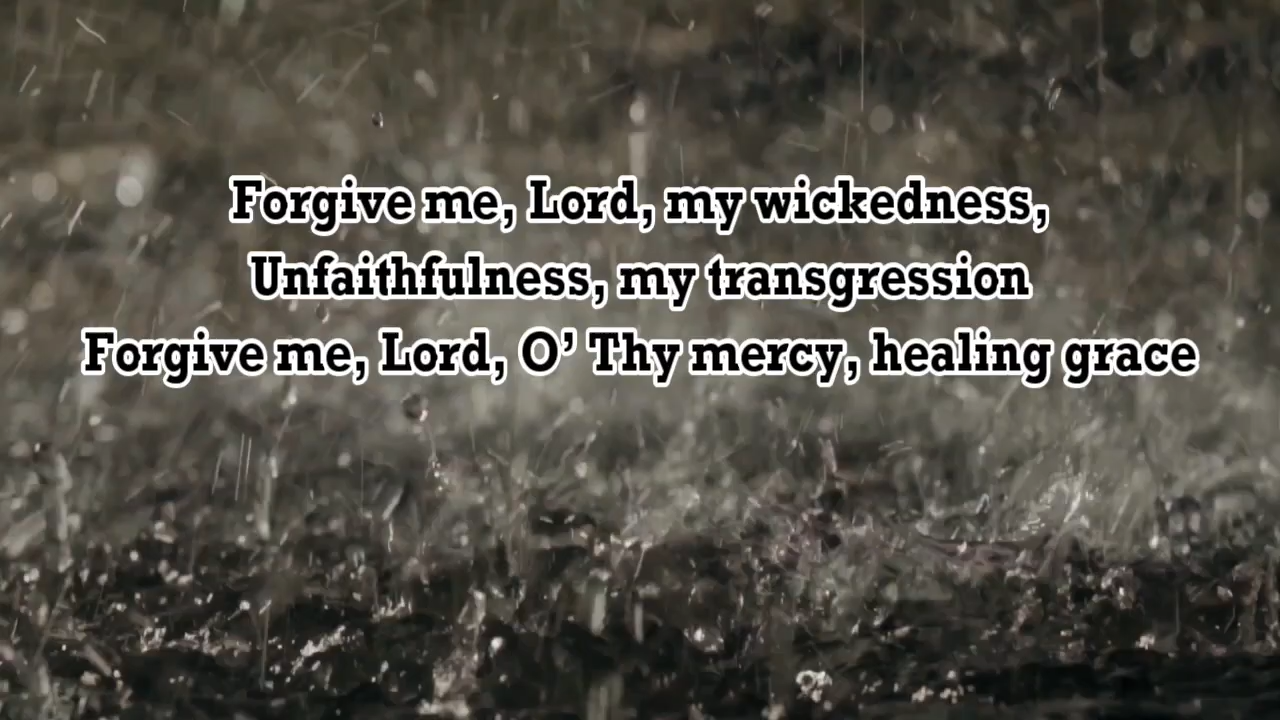 Forgive me, Lord, my wickedness,
Unfaithfulness, my transgression
Forgive me, Lord, O’ Thy mercy, healing grace